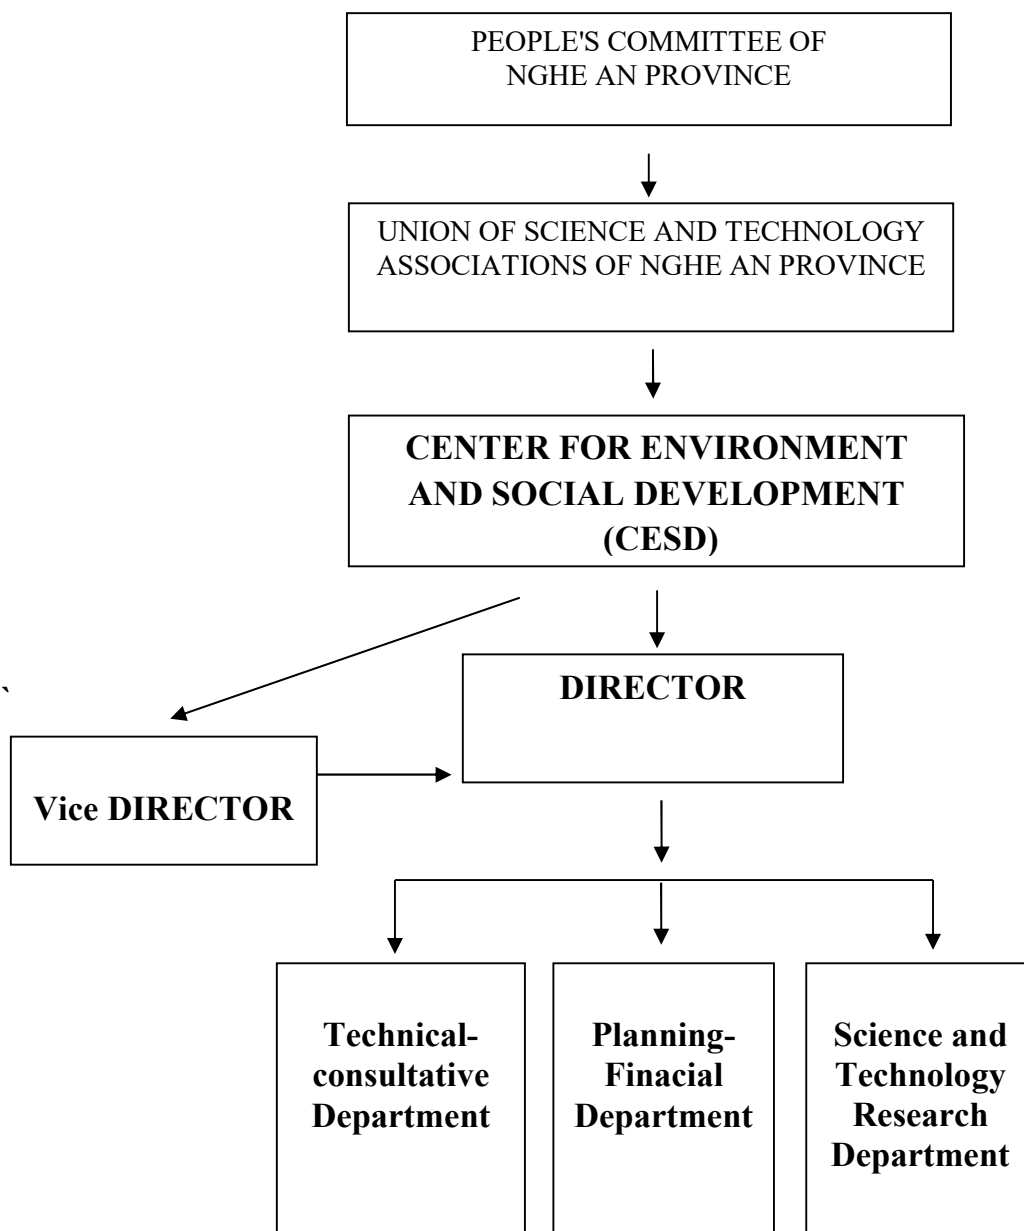 PEOPLE'S COMMITTEE OF
NGHE AN PROVINCE
UNION OF SCIENCE AND TECHNOLOGY
ASSOCIATIONS OF NGHE AN PROVINCE
CENTER FOR ENVIRONMENT
AND SOCIAL DEVELOPMENT
(CESD)
DIRECTOR
`
Vice DIRECTOR
Technical-
consultative
Department
Planning-
Finacial
Department
Science and
Technology
Research
Department